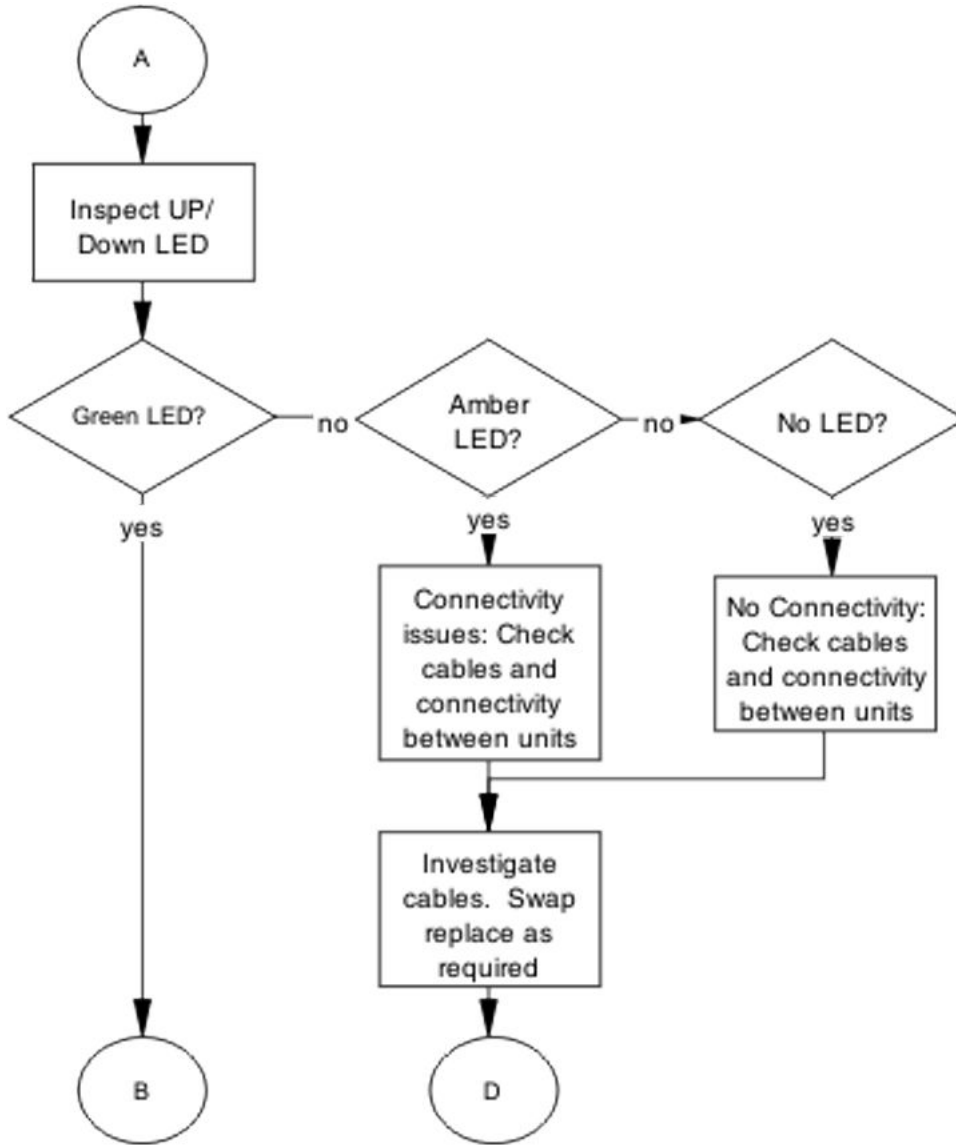 A
Inspect UP/
Down LED
Green LED?
no
Amber
LED?
no
No LED?
yes
yes
yes
Connectivity
issues: Check
cables and
connectivity
between units
No Connectivity:
Check cables
and connectivity
between units
Investigate
cables. Swap
replace as
required
B
D